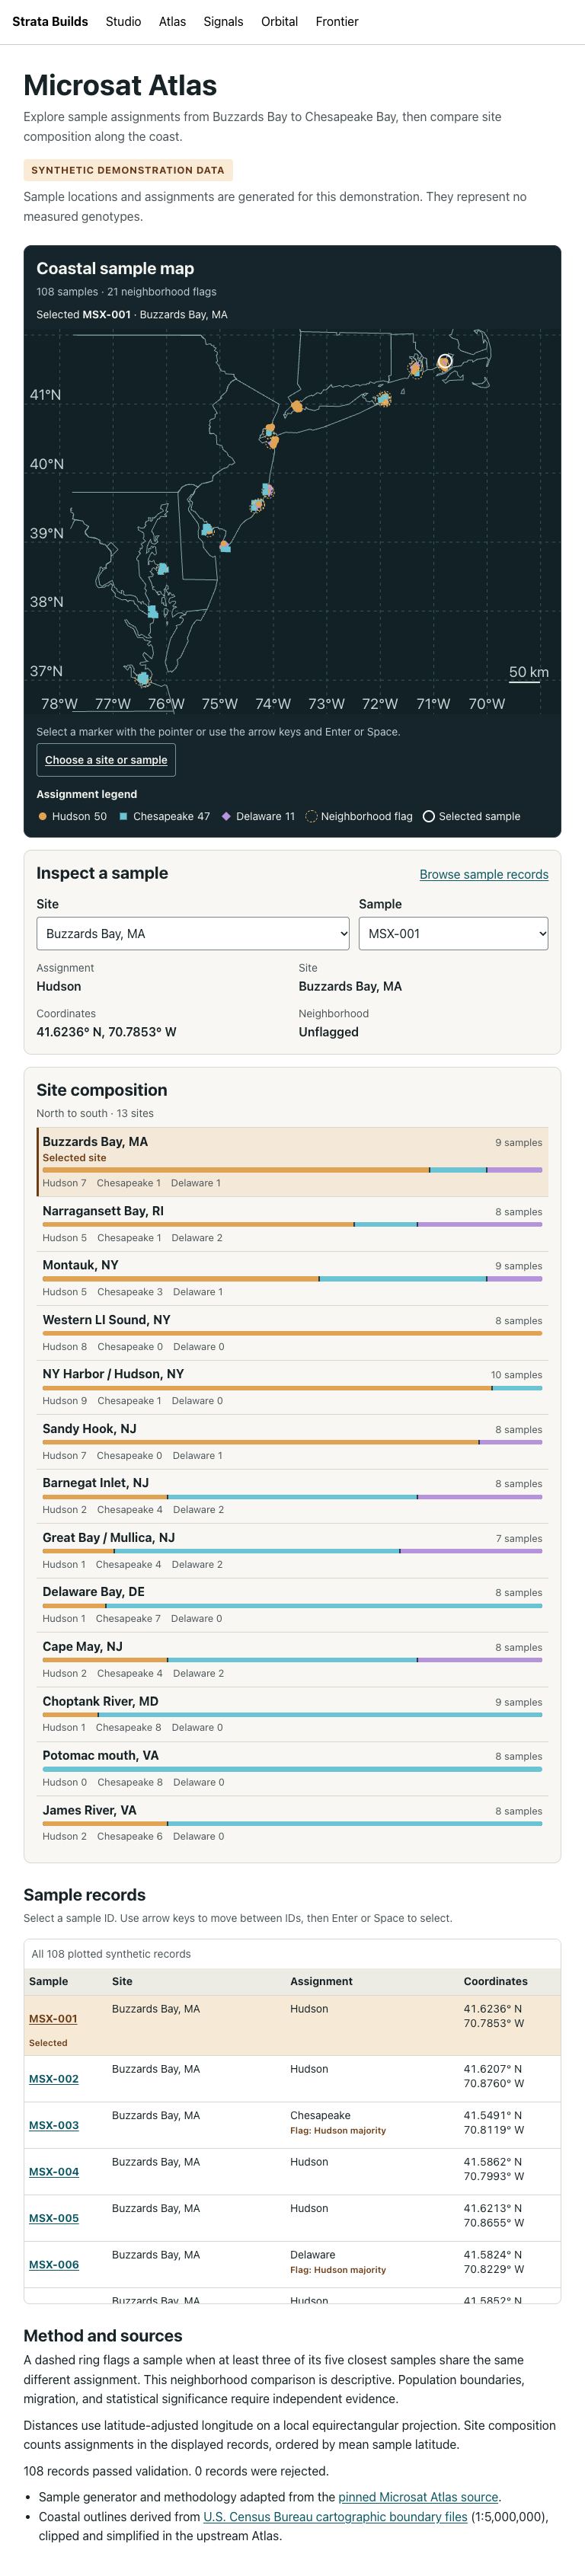 Strata Builds Studio Atlas Signals Orbital Frontier
Microsat Atlas
Explore sample assignments from Buzzards Bay to Chesapeake Bay, then compare site
composition along the coast.
SYNTHETIC DEMONSTRATION DATA
Sample locations and assignments are generated for this demonstration. They represent no
measured genotypes.
Coastal sample map
108 samples · 21 neighborhood flags
Selected MSX-001 · Buzzards Bay, MA
41°N
40°N
39°N
38°N
37°N
50 km
78°W 77°W 76°W 75°W 74°W 73°W 72°W 71°W 70°W
Select a marker with the pointer or use the arrow keys and Enter or Space.
Choose a site or sample
Assignment legend
Hudson 50 Chesapeake 47 Delaware 11 Neighborhood flag Selected sample
Inspect a sample Browse sample records
Site Sample
Buzzards Bay, MA MSX-001
Assignment Site
Hudson Buzzards Bay, MA
Coordinates Neighborhood
41.6236° N, 70.7853° W Unflagged
Site composition
North to south · 13 sites
Buzzards Bay, MA 9 samples
Selected site
Hudson 7 Chesapeake 1 Delaware 1
Narragansett Bay, RI 8 samples
Hudson 5 Chesapeake 1 Delaware 2
Montauk, NY 9 samples
Hudson 5 Chesapeake 3 Delaware 1
Western LI Sound, NY 8 samples
Hudson 8 Chesapeake 0 Delaware 0
NY Harbor / Hudson, NY 10 samples
Hudson 9 Chesapeake 1 Delaware 0
Sandy Hook, NJ 8 samples
Hudson 7 Chesapeake 0 Delaware 1
Barnegat Inlet, NJ 8 samples
Hudson 2 Chesapeake 4 Delaware 2
Great Bay / Mullica, NJ 7 samples
Hudson 1 Chesapeake 4 Delaware 2
Delaware Bay, DE 8 samples
Hudson 1 Chesapeake 7 Delaware 0
Cape May, NJ 8 samples
Hudson 2 Chesapeake 4 Delaware 2
Choptank River, MD 9 samples
Hudson 1 Chesapeake 8 Delaware 0
Potomac mouth, VA 8 samples
Hudson 0 Chesapeake 8 Delaware 0
James River, VA 8 samples
Hudson 2 Chesapeake 6 Delaware 0
Sample records
Select a sample ID. Use arrow keys to move between IDs, then Enter or Space to select.
All 108 plotted synthetic records
Sample Site Assignment Coordinates
MSX-001 Buzzards Bay, MA Hudson 41.6236° N
70.7853° W
Selected
MSX-002 Buzzards Bay, MA Hudson 41.6207° N
70.8760° W
MSX-003 Buzzards Bay, MA Chesapeake 41.5491° N
Flag: Hudson majority 70.8119° W
MSX-004 Buzzards Bay, MA Hudson 41.5862° N
70.7993° W
MSX-005 Buzzards Bay, MA Hudson 41.6213° N
70.8655° W
MSX-006 Buzzards Bay, MA Delaware 41.5824° N
Flag: Hudson majority 70.8229° W
Buzzards Bay, MA Hudson 41.5852° N
Method and sources
A dashed ring flags a sample when at least three of its five closest samples share the same
different assignment. This neighborhood comparison is descriptive. Population boundaries,
migration, and statistical significance require independent evidence.
Distances use latitude-adjusted longitude on a local equirectangular projection. Site composition
counts assignments in the displayed records, ordered by mean sample latitude.
108 records passed validation. 0 records were rejected.
• Sample generator and methodology adapted from the pinned Microsat Atlas source.
• Coastal outlines derived from U.S. Census Bureau cartographic boundary files (1:5,000,000),
clipped and simplified in the upstream Atlas.